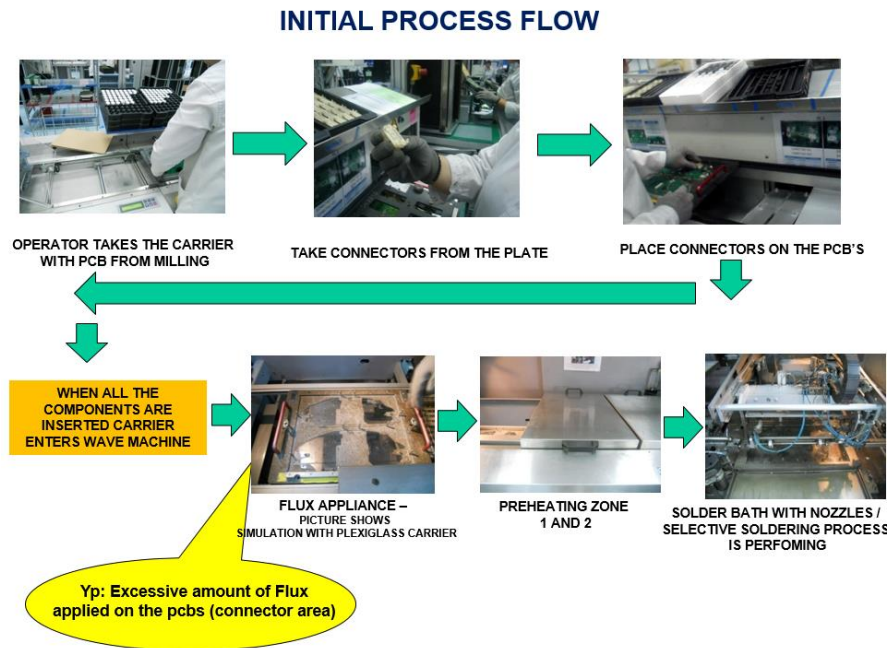 INITIAL PROCESS FLOW
OPERATOR TAKES THE CARRIER
WITH PCB FROM MILLING
TAKE CONNECTORS FROM THE PLATE
PLACE CONNECTORS ON THE PCB'S
WHEN ALL THE
COMPONENTS ARE
INSERTED CARRIER
ENTERS WAVE MACHINE
FLUX APPLIANCE –
PICTURE SHOWS
SIMULATION WITH PLEXIGLASS CARRIER
PREHEATING ZONE
1 AND 2
SOLDER BATH WITH NOZZLES /
SELECTIVE SOLDERING PROCESS
IS PERFOMING
Yp: Excessive amount of Flux
applied on the pcbs (connector area)